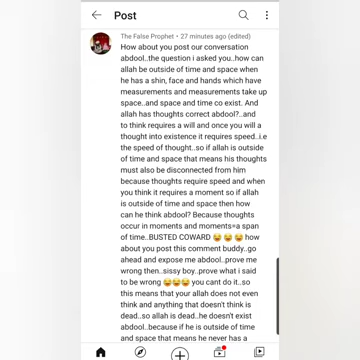 Post
The False Prophet • 27 minutes ago (edited)
How about you post our conversation
abdool..the question i asked you..how can
allah be outside of time and space when
he has a shin, face and hands which have
measurements and measurements take up
space..and space and time co exist. And
allah has thoughts correct abdool?..and
to think requires a will and once you will a
thought into existence it requires speed..i.e
the speed of thought..so if allah is outside
of time and space that means his thoughts
must also be disconnected from him
because thoughts require speed and when
you think it requires a moment so if allah
is outside of time and space then how
can he think abdool? Because thoughts
occur in moments and moments=a span
of time..BUSTED COWARD 😂😂😂 how
about you post this comment buddy..go
ahead and expose me abdool..prove me
wrong then..sissy boy..prove what i said
to be wrong 😂😂😂 you cant do it..so
this means that your allah does not even
think and anything that doesn't think is
dead..so allah is dead..he doesn't exist
abdool..because if he is outside of time
and space that means he never has a